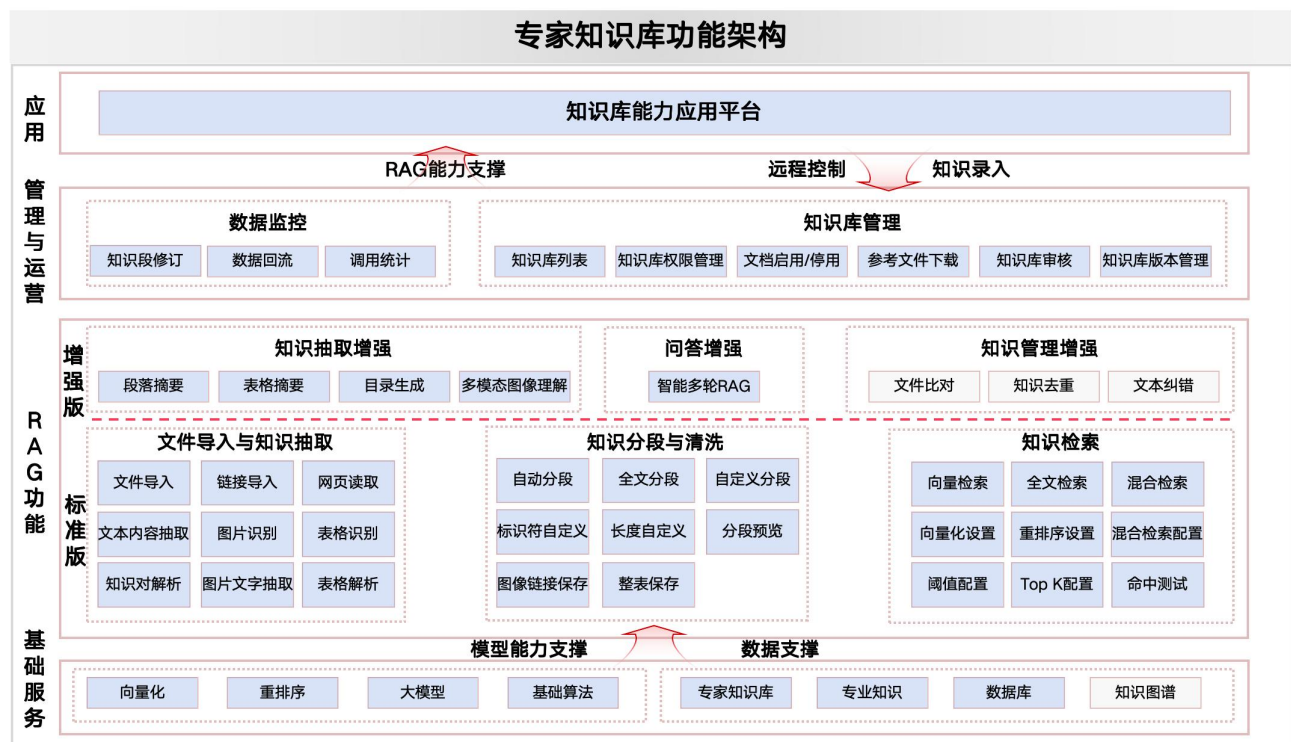 专家知识库功能架构
应用
知识库能力应用平台
RAG能力支撑
远程控制
知识录入
管理与运营
数据监控
知识段修订
数据回流
调用统计
知识库管理
知识库列表
知识库权限管理
文档启用/停用
参考文件下载
知识库审核
知识库版本管理
RAG功能
增强版
知识抽取增强
段落摘要
表格摘要
目录生成
多模态图像理解
问答增强
智能多轮RAG
知识管理增强
文件比对
知识去重
文本纠错
标准版
文件导入与知识抽取
文件导入
链接导入
网页读取
文本内容抽取
图片识别
表格识别
知识对解析
图片文字抽取
表格解析
知识分段与清洗
自动分段
全文分段
自定义分段
标识符自定义
长度自定义
分段预览
图像链接保存
整表保存
知识检索
向量检索
全文检索
混合检索
向量化设置
重排序设置
混合检索配置
阈值配置
Top K配置
命中测试
模型能力支撑
数据支撑
基础服务
向量化
重排序
大模型
基础算法
专家知识库
专业知识
数据库
知识图谱